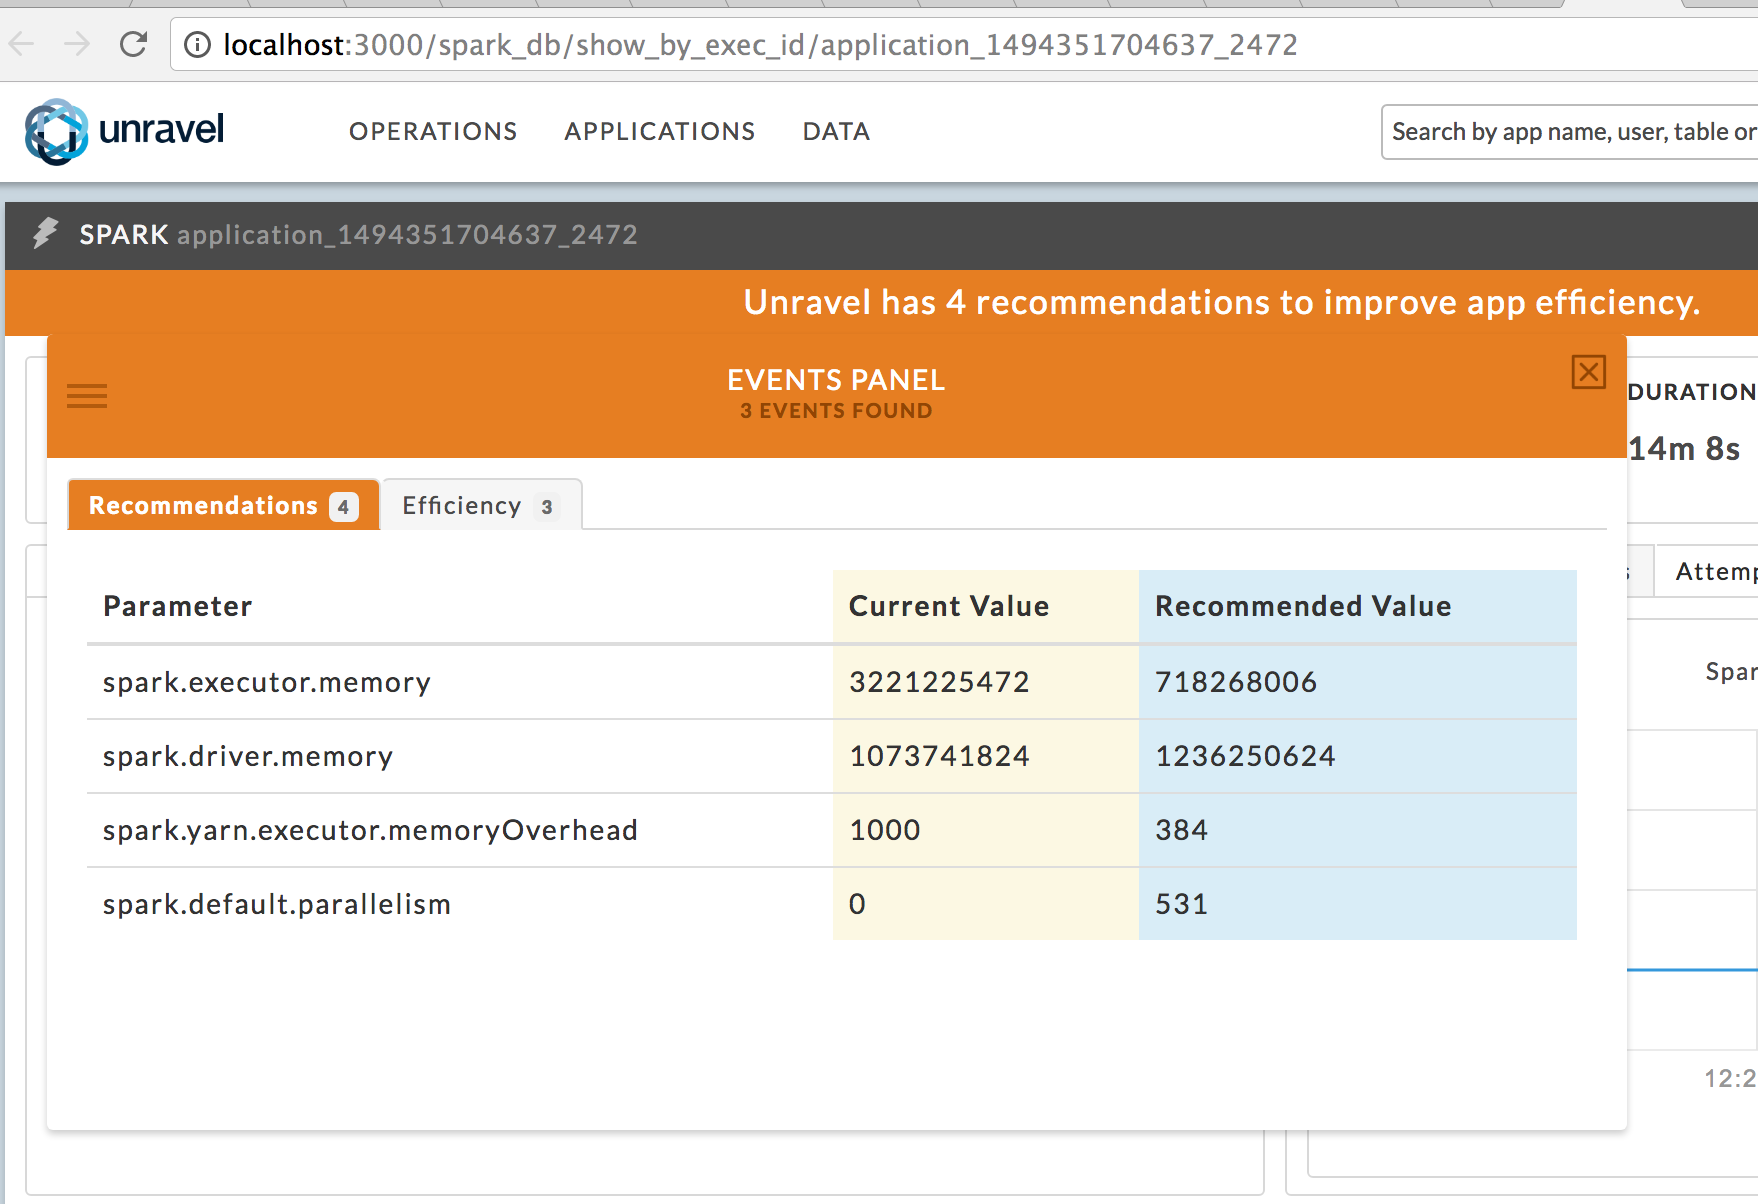 localhost:3000/spark_db/show_by_exec_id/application_1494351704637_2472
unravel OPERATIONS APPLICATIONS DATA Search by app name, user, table or
SPARK application_1494351704637_2472
Unravel has 4 recommendations to improve app efficiency.
EVENTS PANEL
3 EVENTS FOUND
DURATION
14m 8s
Recommendations 4 Efficiency 3
Attemp
Parameter Current Value Recommended Value
spark.executor.memory 3221225472 718268006
Spar
spark.driver.memory 1073741824 1236250624
spark.yarn.executor.memoryOverhead 1000 384
spark.default.parallelism 0 531
12:2